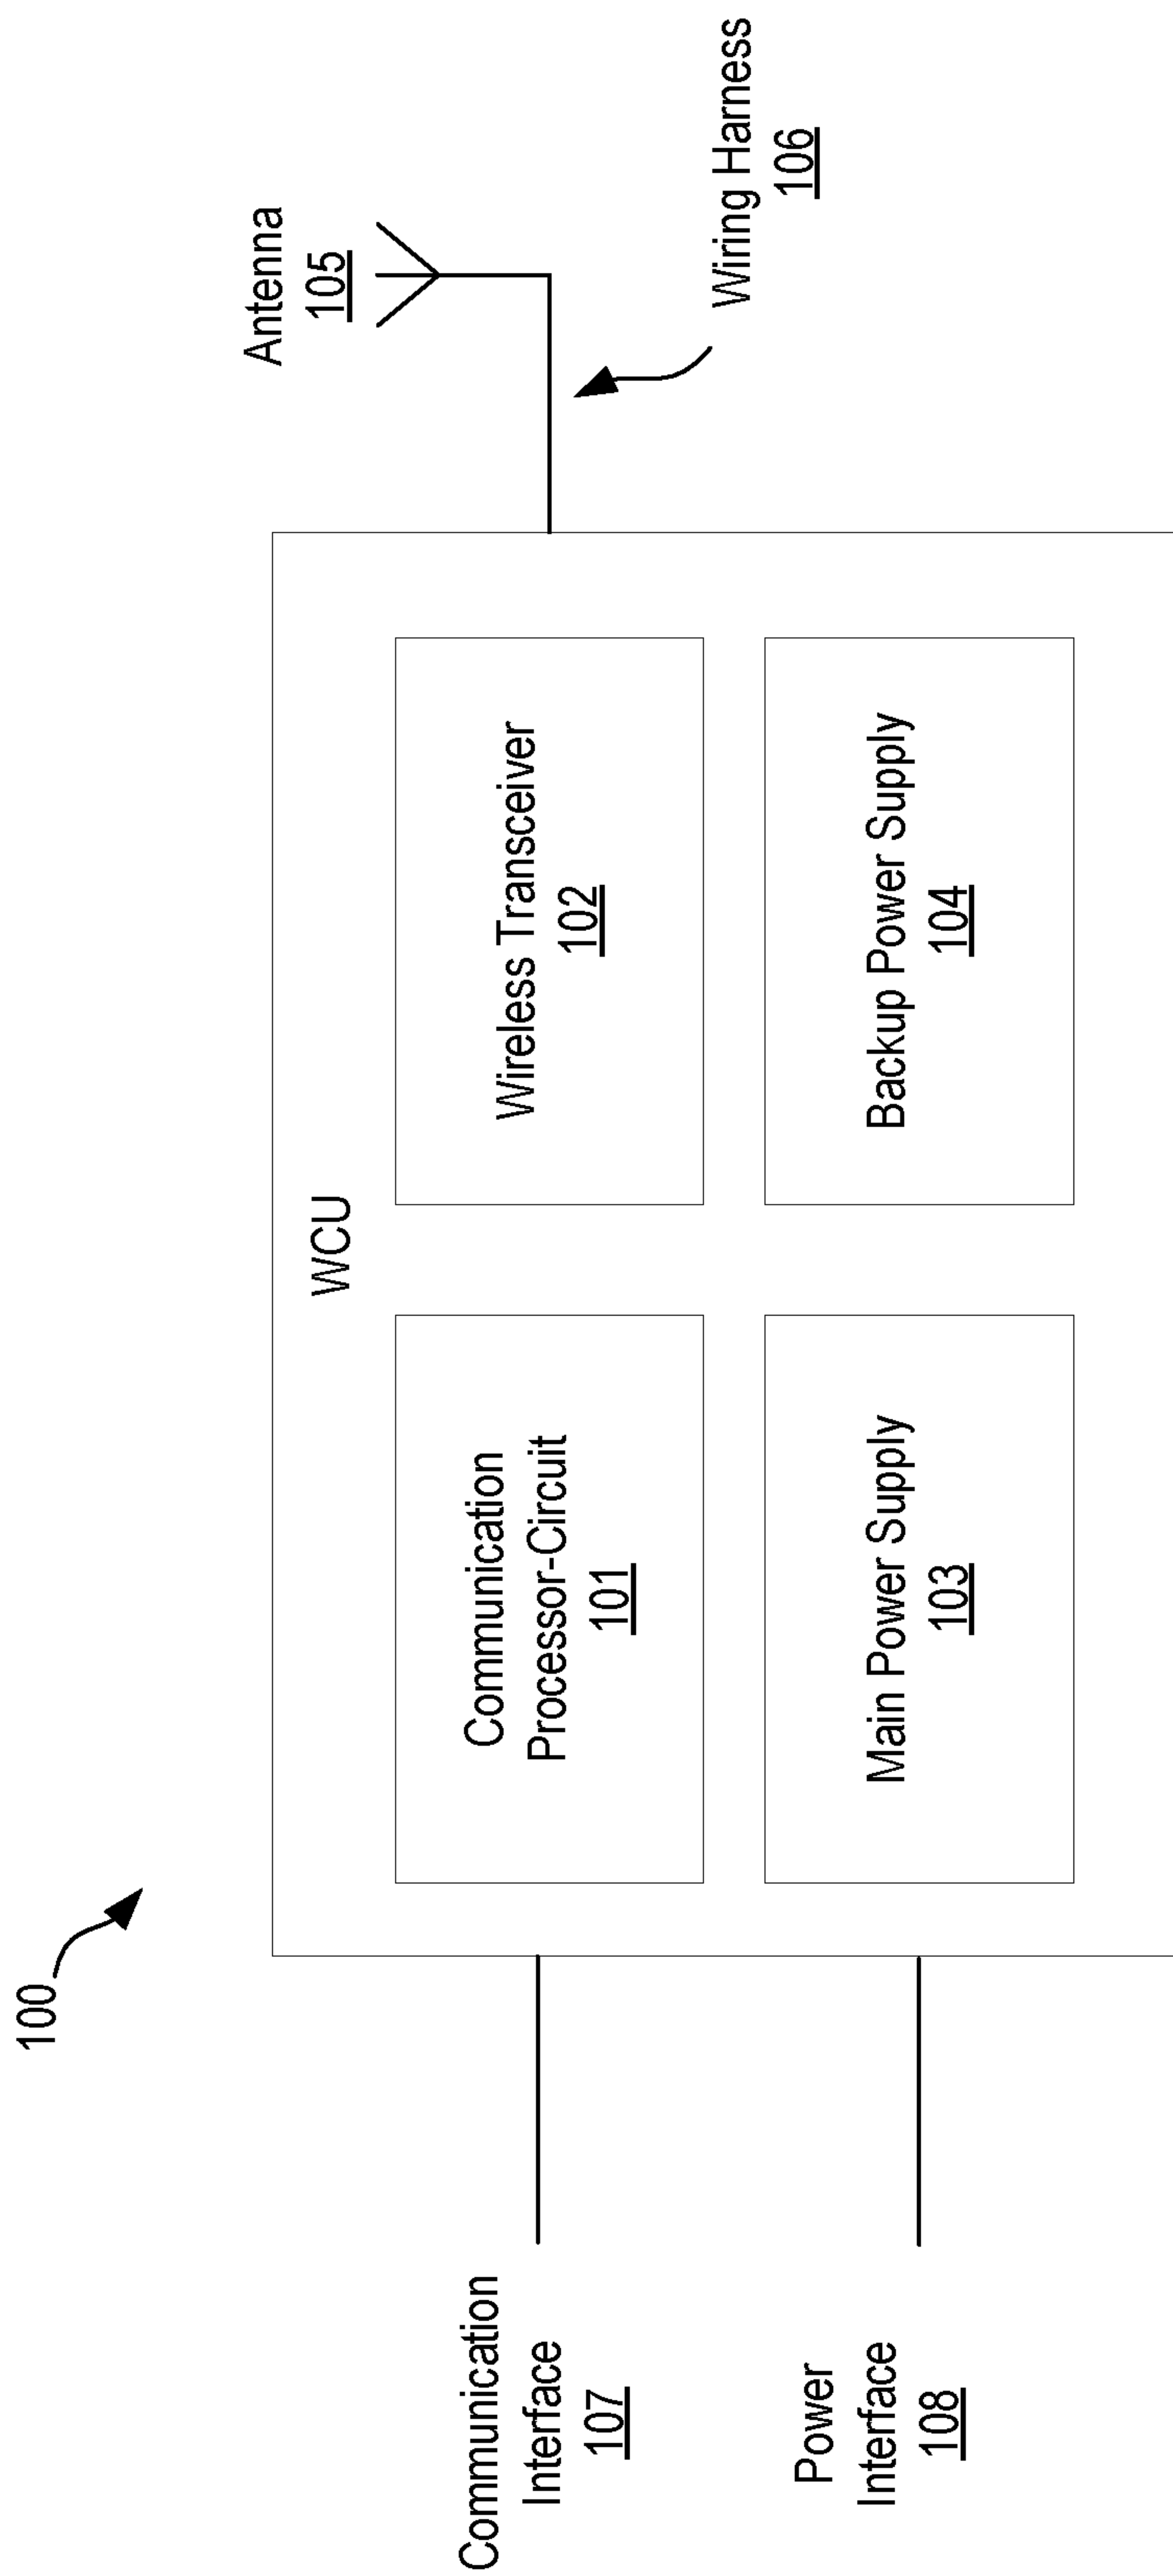 100
WCU
Antenna
105
Communication
Interface
107
Communication
Processor-Circuit
101
Wireless Transceiver
102
Wiring Harness
106
Power
Interface
108
Main Power Supply
103
Backup Power Supply
104